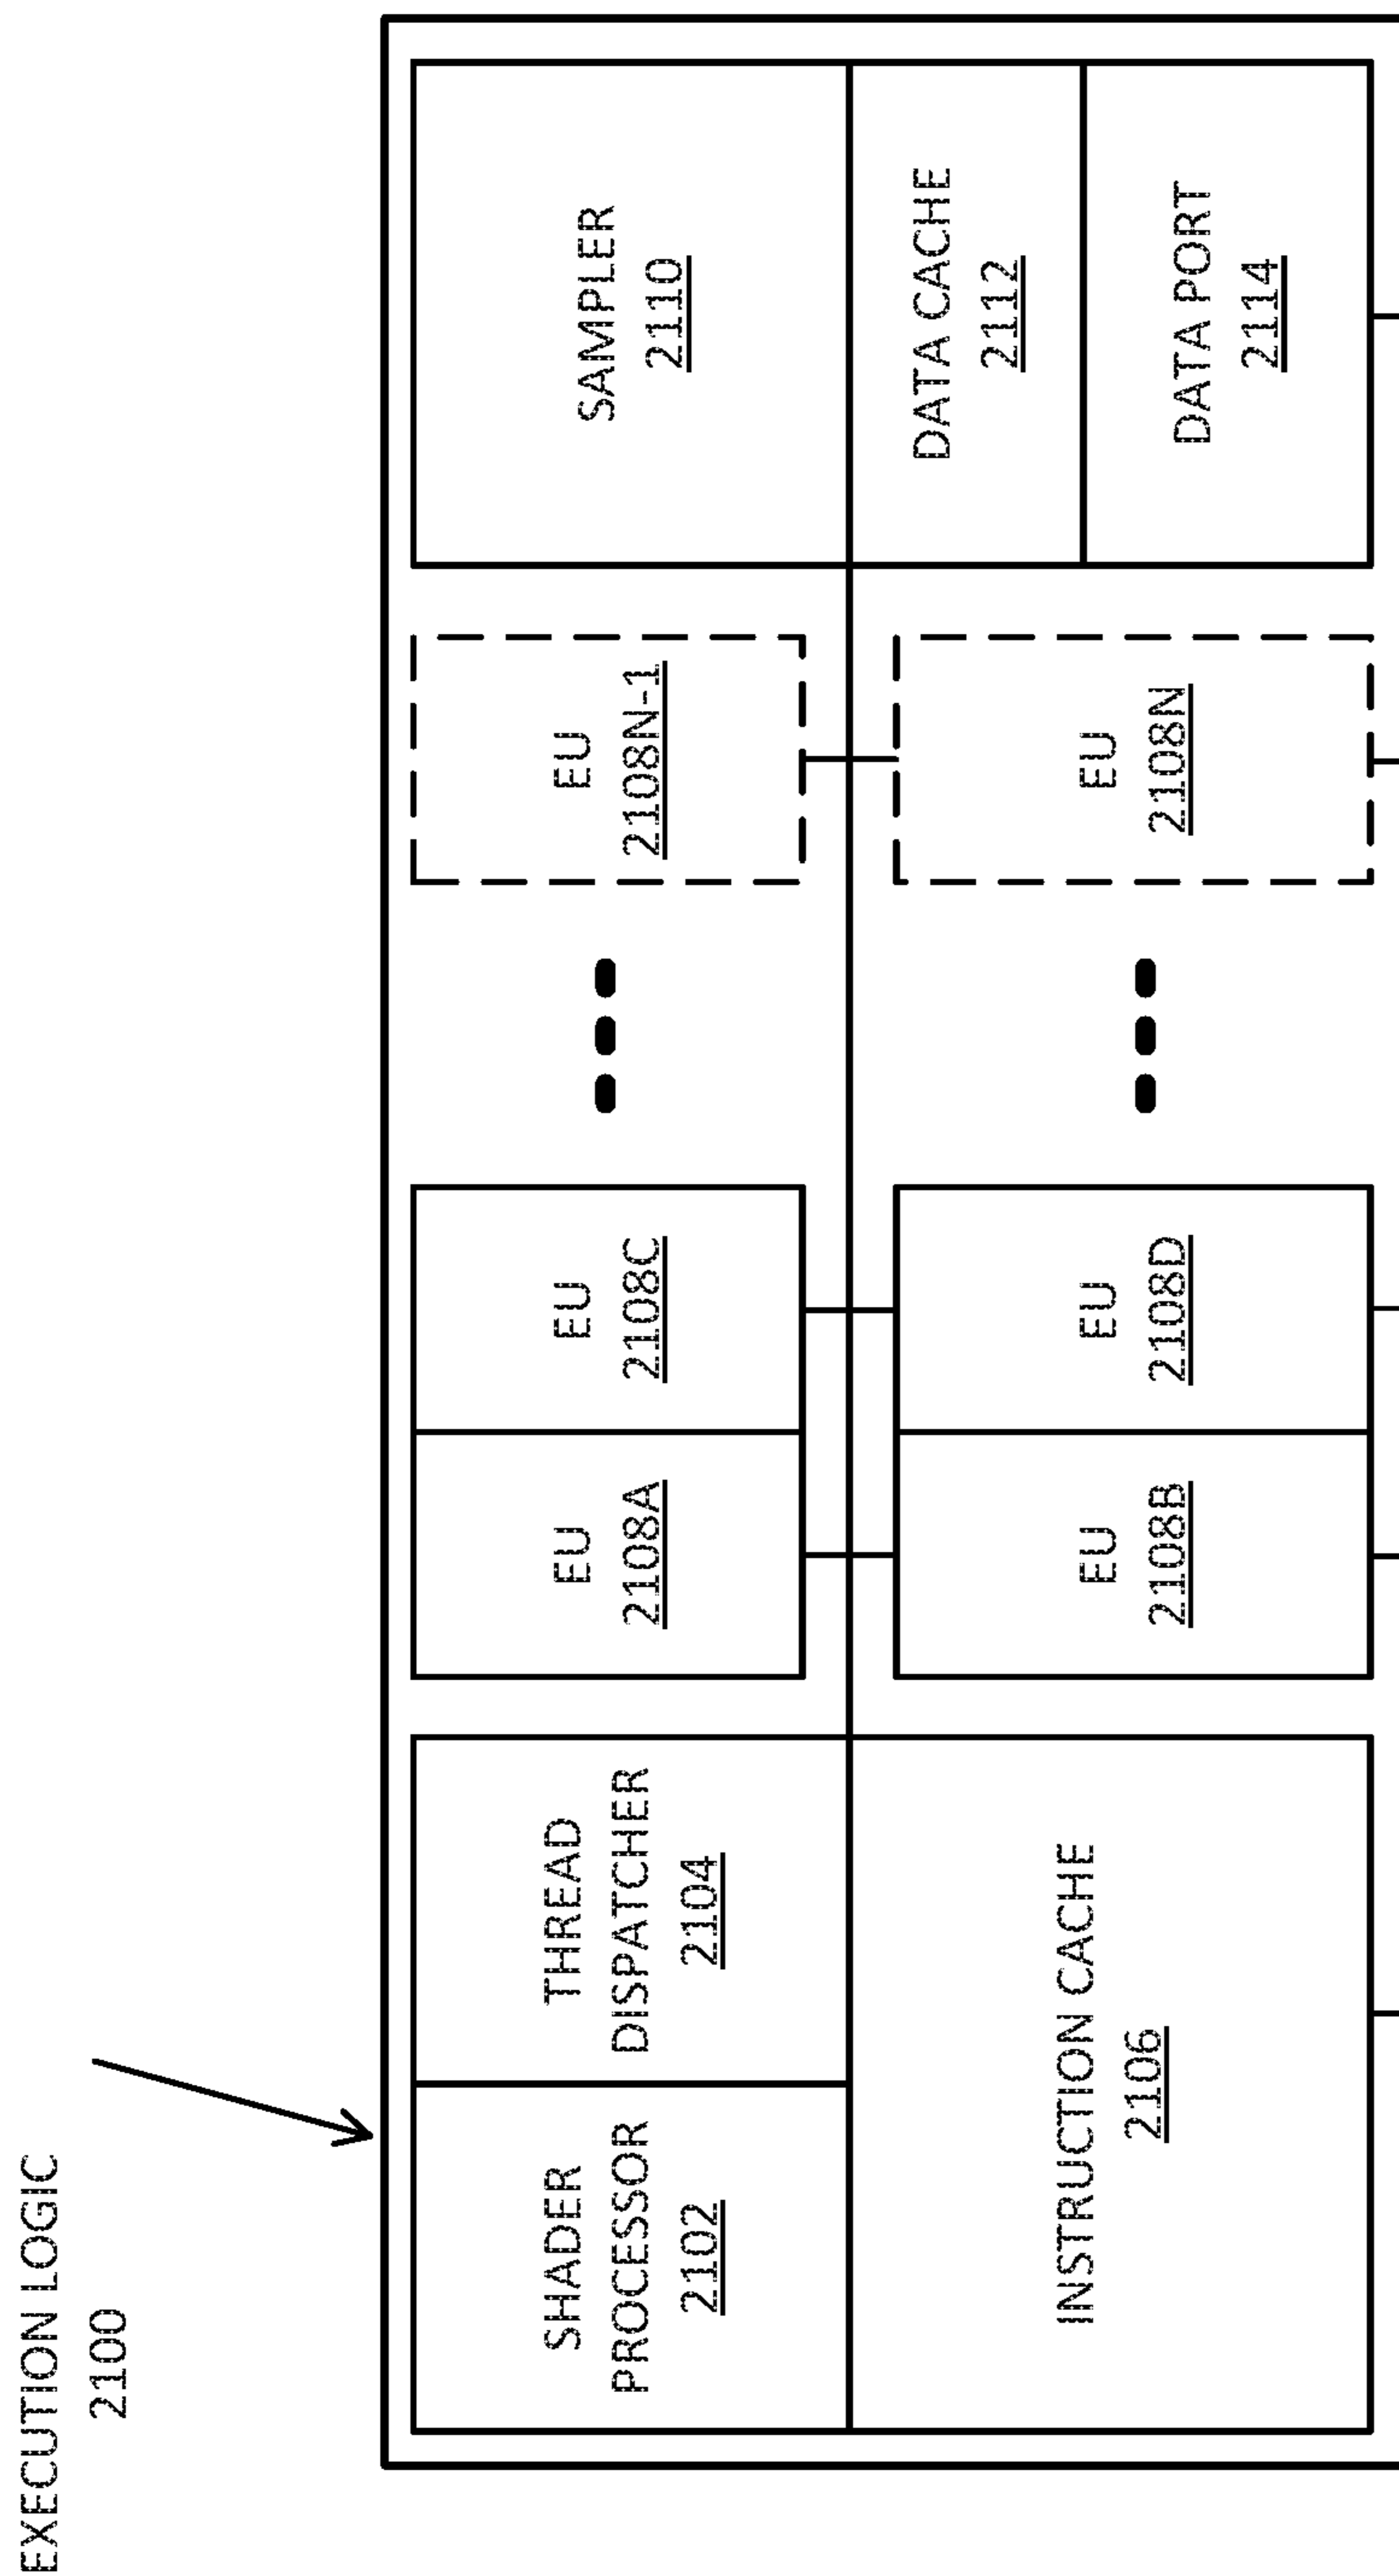 EXECUTION LOGIC
2100
SHADER
PROCESSOR
2102
THREAD
DISPATCHER
2104
INSTRUCTION CACHE
2106
EU
2108A
EU
2108C
EU
2108B
EU
2108D
EU
2108N-1
EU
2108N
SAMPLER
2110
DATA CACHE
2112
DATA PORT
2114